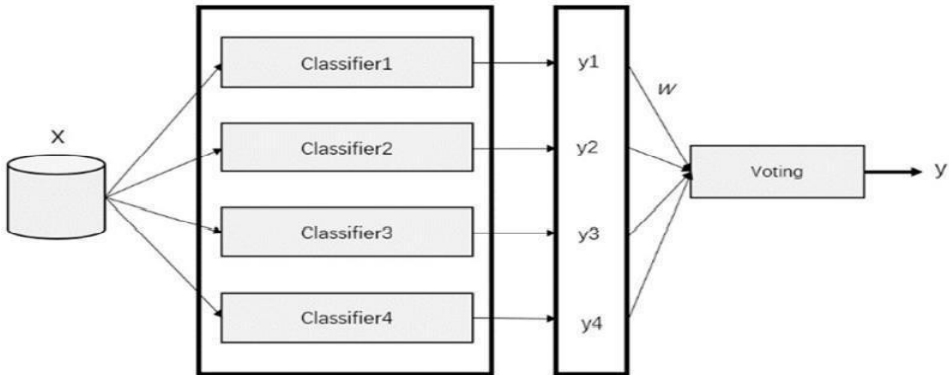 X
Classifier1
Classifier2
Classifier3
Classifier4
y1
y2
y3
y4
w
Voting
y